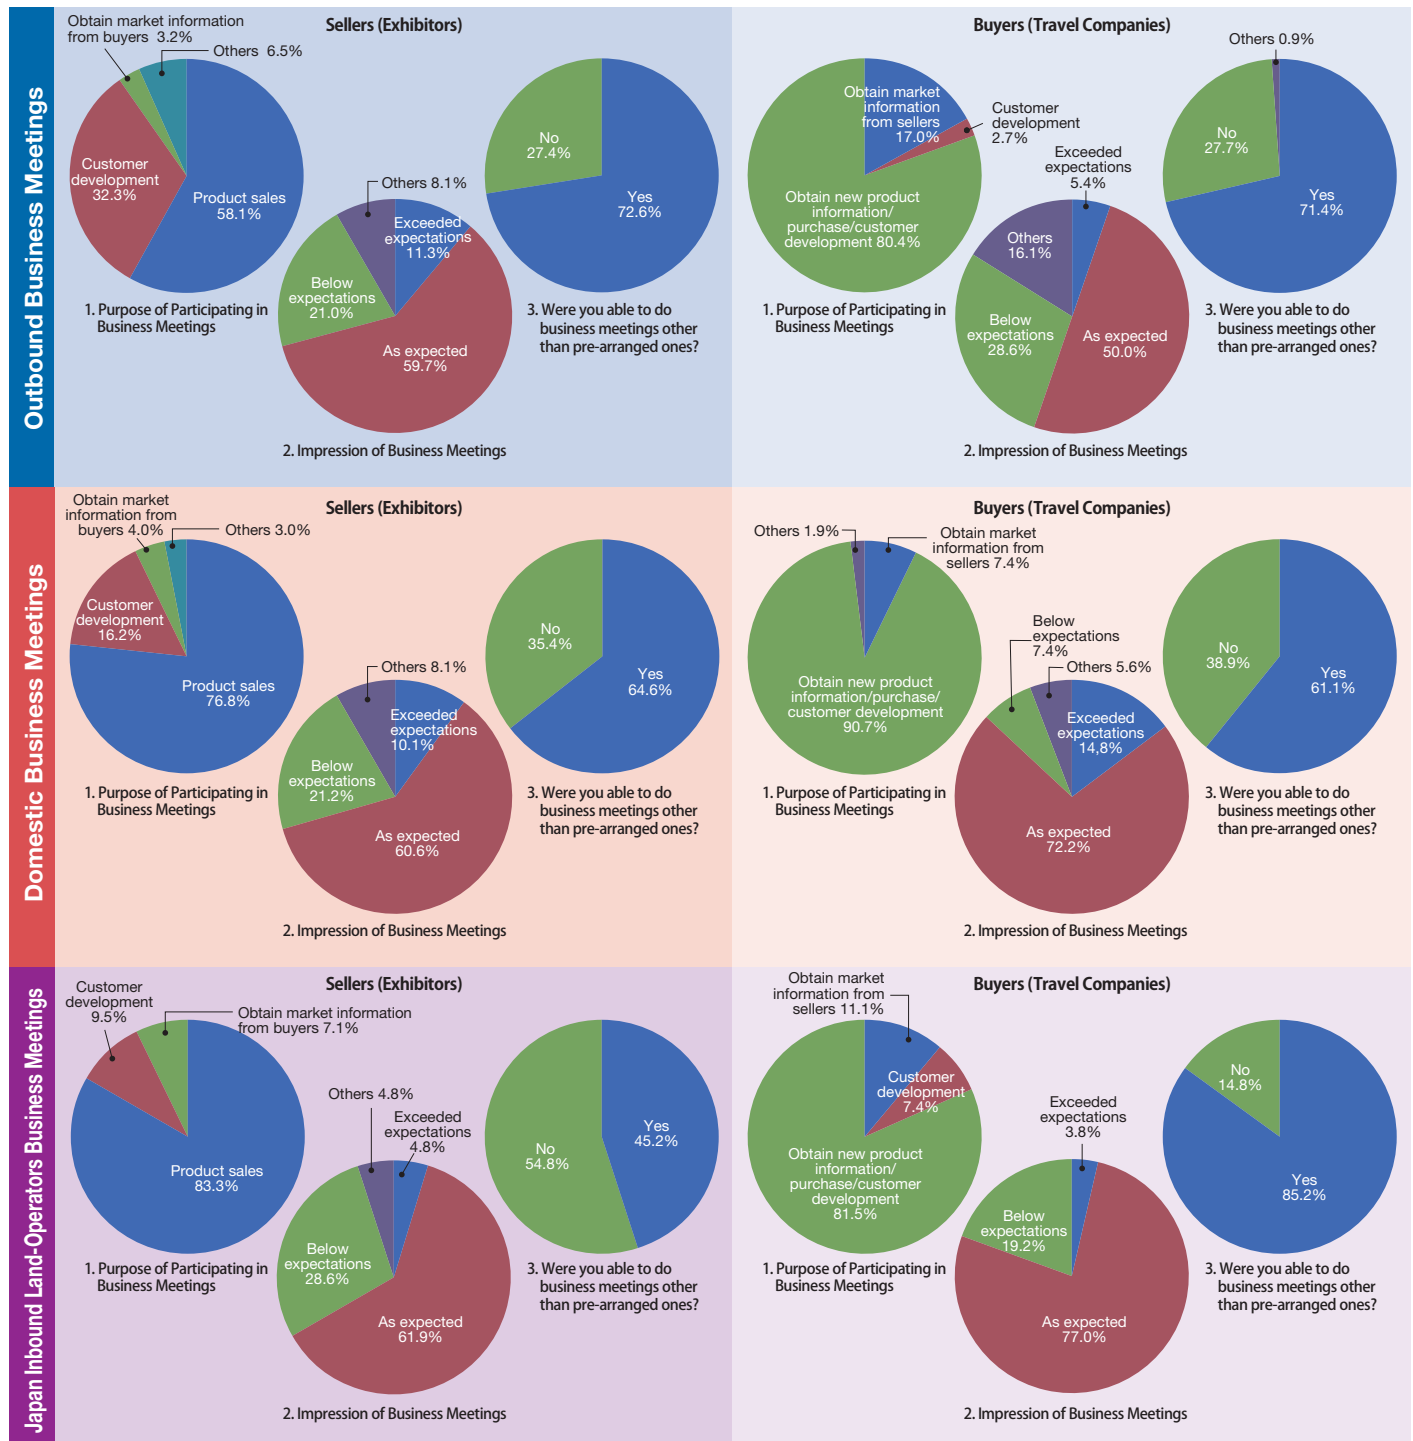 Outbound Business Meetings
Sellers (Exhibitors)
Obtain market information
from buyers 3.2%
Others 6.5%
Customer
development
32.3%
Product sales
58.1%
1. Purpose of Participating in
Business Meetings
Others 8.1%
Exceeded
expectations
11.3%
Below
expectations
21.0%
As expected
59.7%
2. Impression of Business Meetings
No
27.4%
Yes
72.6%
3. Were you able to do
business meetings other
than pre-arranged ones?
Buyers (Travel Companies)
Obtain market
information
from sellers
17.0%
Customer
development
2.7%
Obtain new product
information/
purchase/customer
development 80.4%
1. Purpose of Participating in
Business Meetings
Exceeded
expectations
5.4%
Others
16.1%
Below
expectations
28.6%
As expected
50.0%
2. Impression of Business Meetings
Others 0.9%
No
27.7%
Yes
71.4%
3. Were you able to do
business meetings other
than pre-arranged ones?
Domestic Business Meetings
Sellers (Exhibitors)
Obtain market
information from
buyers 4.0%
Others 3.0%
Customer
development
16.2%
Product sales
76.8%
1. Purpose of Participating in
Business Meetings
Others 8.1%
Exceeded
expectations
10.1%
Below
expectations
21.2%
As expected
60.6%
2. Impression of Business Meetings
No
35.4%
Yes
64.6%
3. Were you able to do
business meetings other
than pre-arranged ones?
Buyers (Travel Companies)
Others 1.9%
Obtain market
information from
sellers 7.4%
Obtain new product
information/purchase/
customer development
90.7%
1. Purpose of Participating in
Business Meetings
Below
expectations
7.4%
Others 5.6%
Exceeded
expectations
14,8%
As expected
72.2%
2. Impression of Business Meetings
No
38.9%
Yes
61.1%
3. Were you able to do
business meetings other
than pre-arranged ones?
Japan Inbound Land-Operators Business Meetings
Sellers (Exhibitors)
Customer
development
9.5%
Obtain market information
from buyers 7.1%
Product sales
83.3%
1. Purpose of Participating in
Business Meetings
Others 4.8%
Exceeded
expectations
4.8%
Below
expectations
28.6%
As expected
61.9%
2. Impression of Business Meetings
No
54.8%
Yes
45.2%
3. Were you able to do
business meetings other
than pre-arranged ones?
Buyers (Travel Companies)
Obtain market
information from
sellers 11.1%
Customer
development
7.4%
Obtain new product
information/
purchase/customer
development
81.5%
1. Purpose of Participating in
Business Meetings
Exceeded
expectations
3.8%
Below
expectations
19.2%
As expected
77.0%
2. Impression of Business Meetings
No
14.8%
Yes
85.2%
3. Were you able to do
business meetings other
than pre-arranged ones?